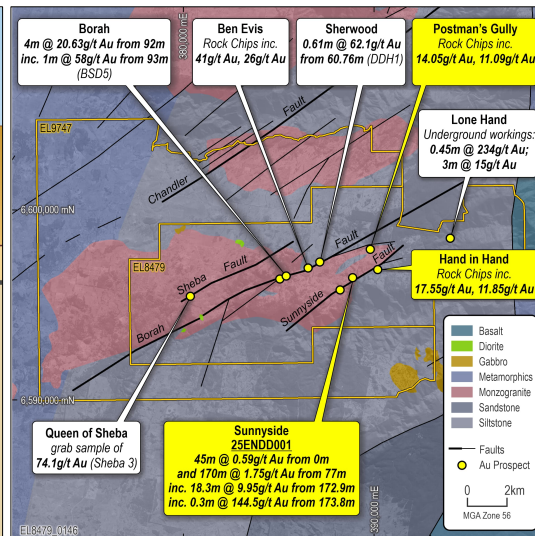 Borah
4m @ 20.63g/t Au from 92m
inc. 1m @ 58g/t Au from 93m
(BSD5)
Ben Evis
Rock Chips inc.
41g/t Au, 26g/t Au
Sherwood
0.61m @ 62.1g/t Au
from 60.76m (DDH1)
Postman's Gully
Rock Chips inc.
14.05g/t Au, 11.09g/t Au
380,000 mE
Lone Hand
Underground workings:
0.45m @ 234g/t Au;
3m @ 15g/t Au
EL9747
Fault
Chandler
6,600,000 mN
EL8479
Sheba
Fault
Fault
Fault
Borah
Sunnyside
Hand in Hand
Rock Chips inc.
17.55g/t Au, 11.85g/t Au
6,590,000 mN
Queen of Sheba
grab sample of
74.1g/t Au (Sheba 3)
Sunnyside
25ENDD001
45m @ 0.59g/t Au from 0m
and 170m @ 1.75g/t Au from 77m
inc. 18.3m @ 9.95g/t Au from 172.9m
inc. 0.3m @ 144.5g/t Au from 173.8m
390,000 mE
Basalt
Diorite
Gabbro
Metamorphics
Monzogranite
Sandstone
Siltstone
Faults
Au Prospect
0 2km
MGA Zone 56
EL8479_0146